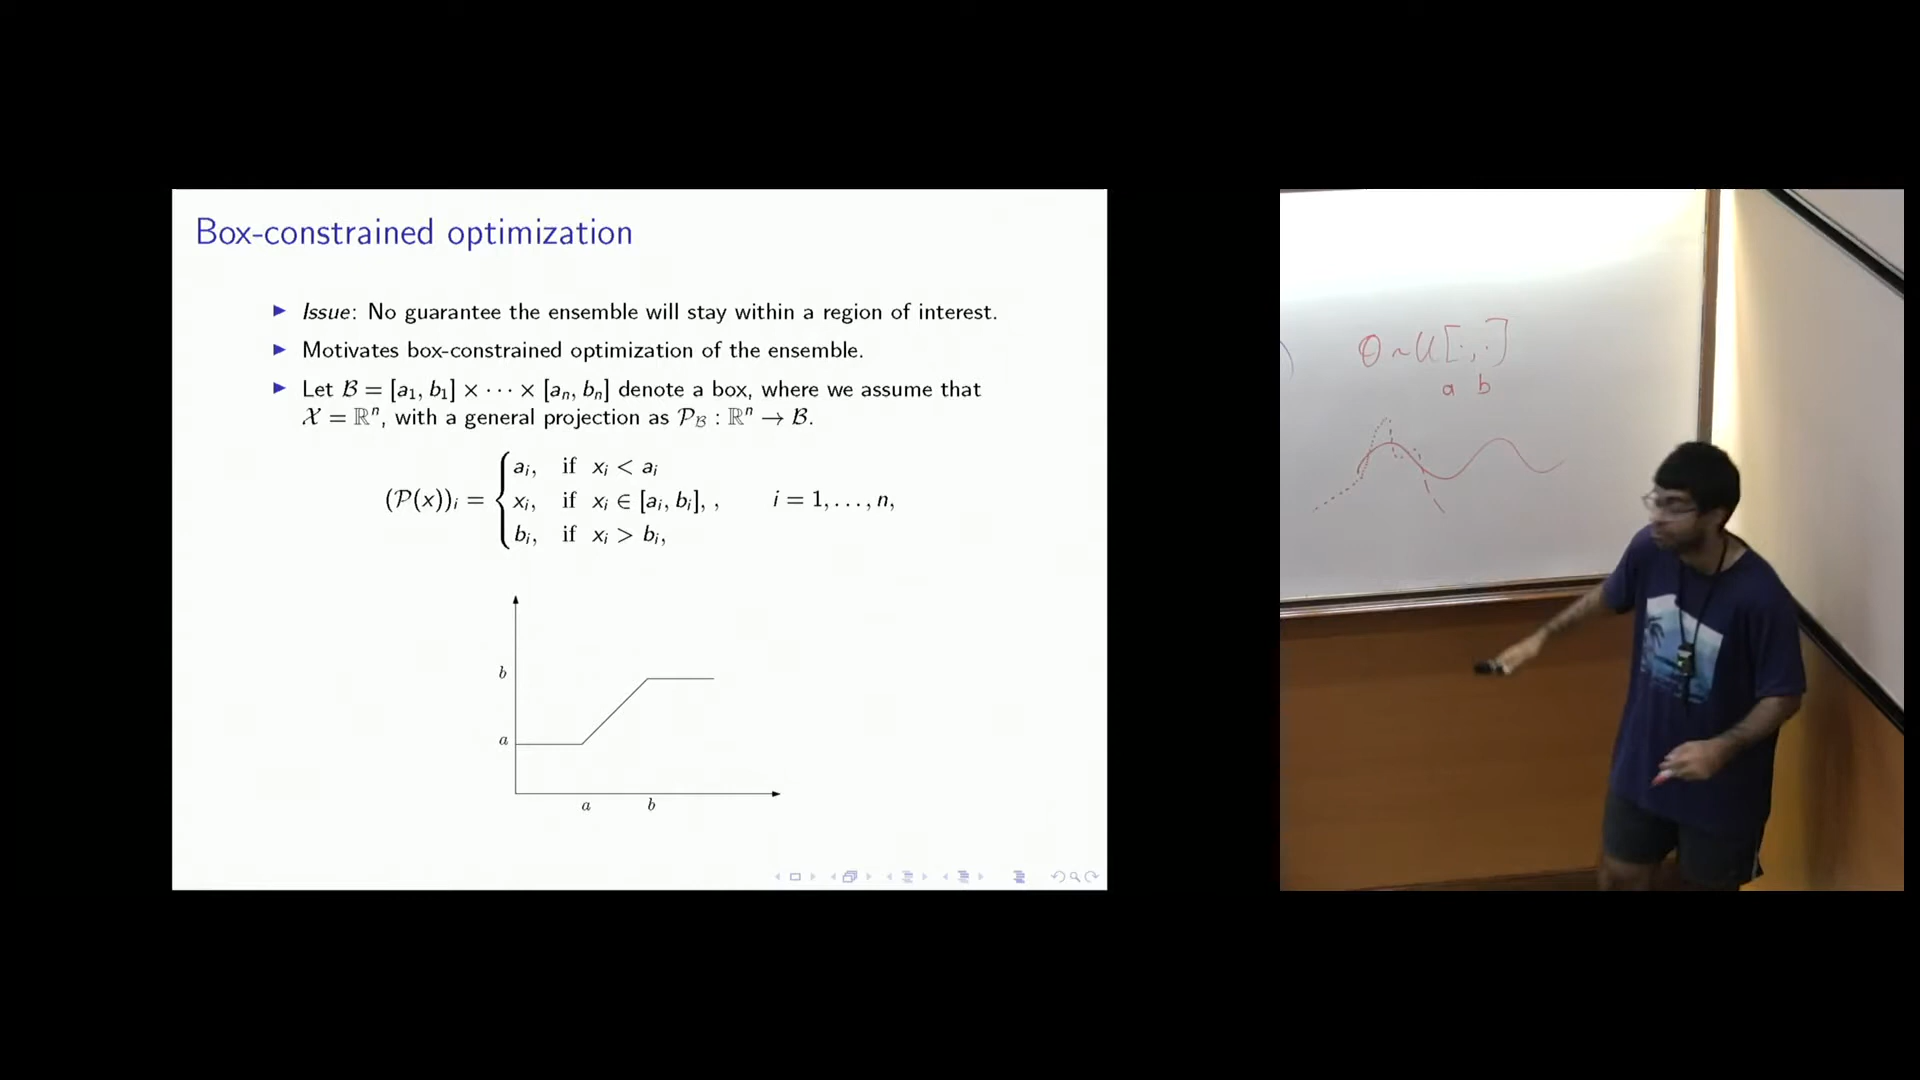 Box-constrained optimization
▶ Issue: No guarantee the ensemble will stay within a region of interest.
▶ Motivates box-constrained optimization of the ensemble.
▶ Let ℬ = [a₁, b₁] × ⋯ × [aₙ, bₙ] denote a box, where we assume that
𝒳 = ℝⁿ, with a general projection as 𝒫_ℬ : ℝⁿ → ℬ.
aᵢ, if xᵢ < aᵢ
(𝒫(x))ᵢ = { xᵢ, if xᵢ ∈ [aᵢ, bᵢ], , i = 1, …, n,
bᵢ, if xᵢ > bᵢ,
b
a
a b
θ ~ U[·, ·]
a b